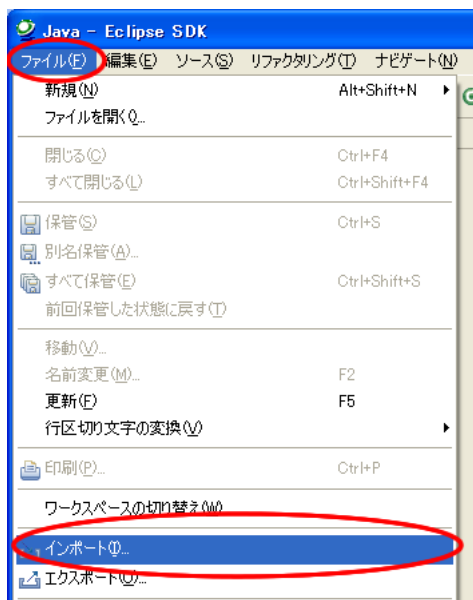 Java - Eclipse SDK
ファイル(F) 編集(E) ソース(S) リファクタリング(T) ナビゲート(N)
新規(N) Alt+Shift+N
ファイルを開く(.)...
閉じる(C) Ctrl+F4
すべて閉じる(L) Ctrl+Shift+F4
保管(S) Ctrl+S
別名保管(A)...
すべて保管(E) Ctrl+Shift+S
前回保管した状態に戻す(T)
移動(V)...
名前変更(M)... F2
更新(F) F5
行区切り文字の変換(V)
印刷(P)... Ctrl+P
ワークスペースの切り替え(W)
インポート(I)...
エクスポート(O)...